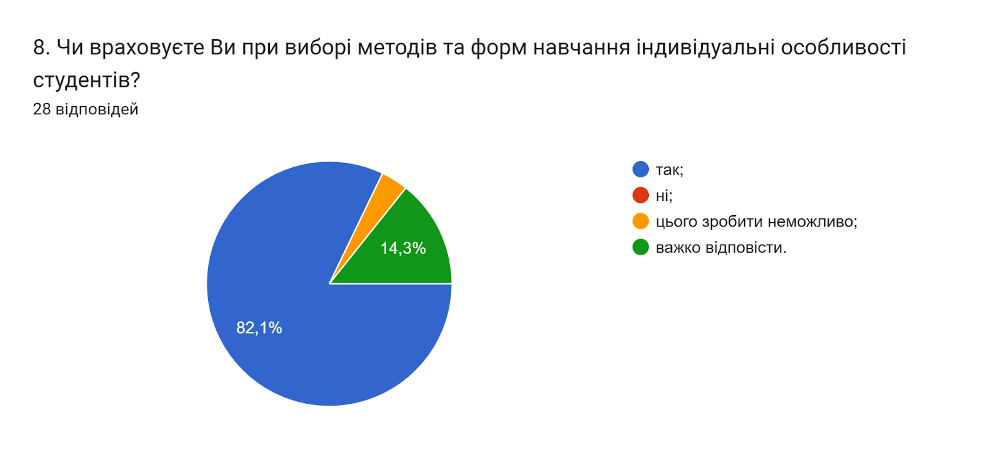 8. Чи враховуєте Ви при виборі методів та форм навчання індивідуальні особливості
студентів?
28 відповідей
так;
ні;
цього зробити неможливо;
важко відповісти.
14,3%
82,1%